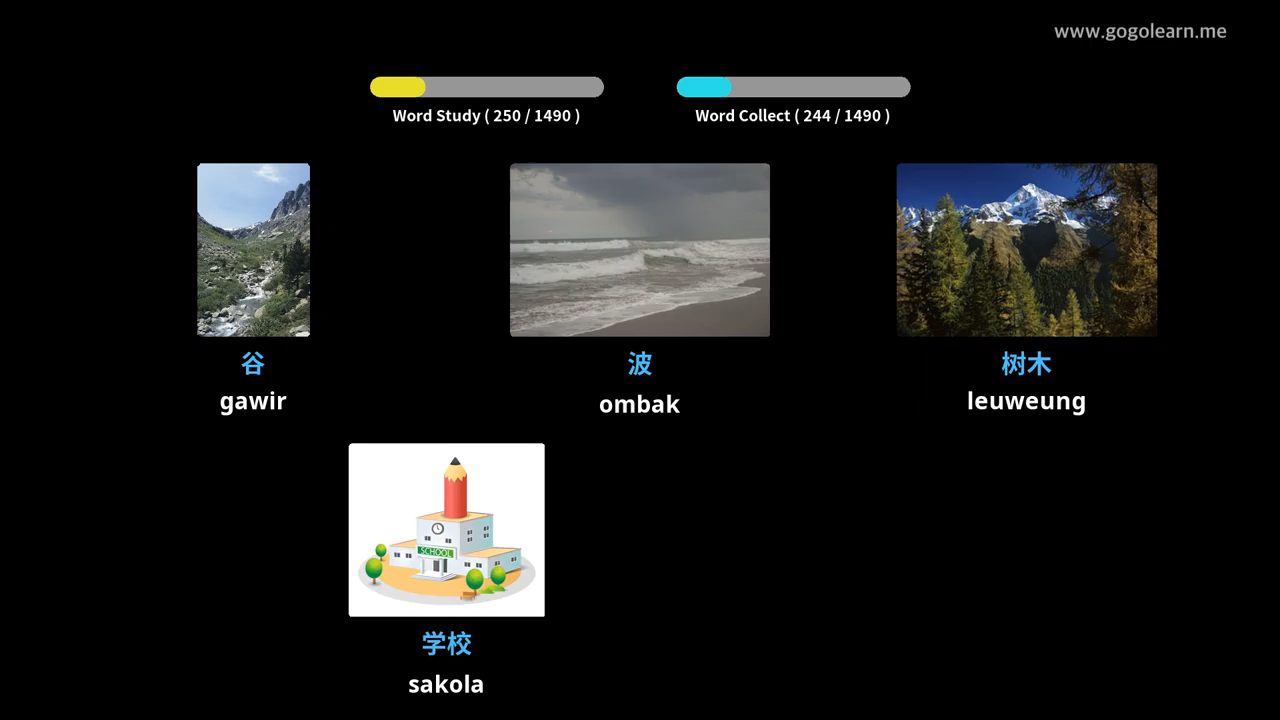 www.gogolearn.me
Word Study ( 250 / 1490 )
Word Collect ( 244 / 1490 )
谷
gawir
波
ombak
树木
leuweung
SCHOOL
学校
sakola